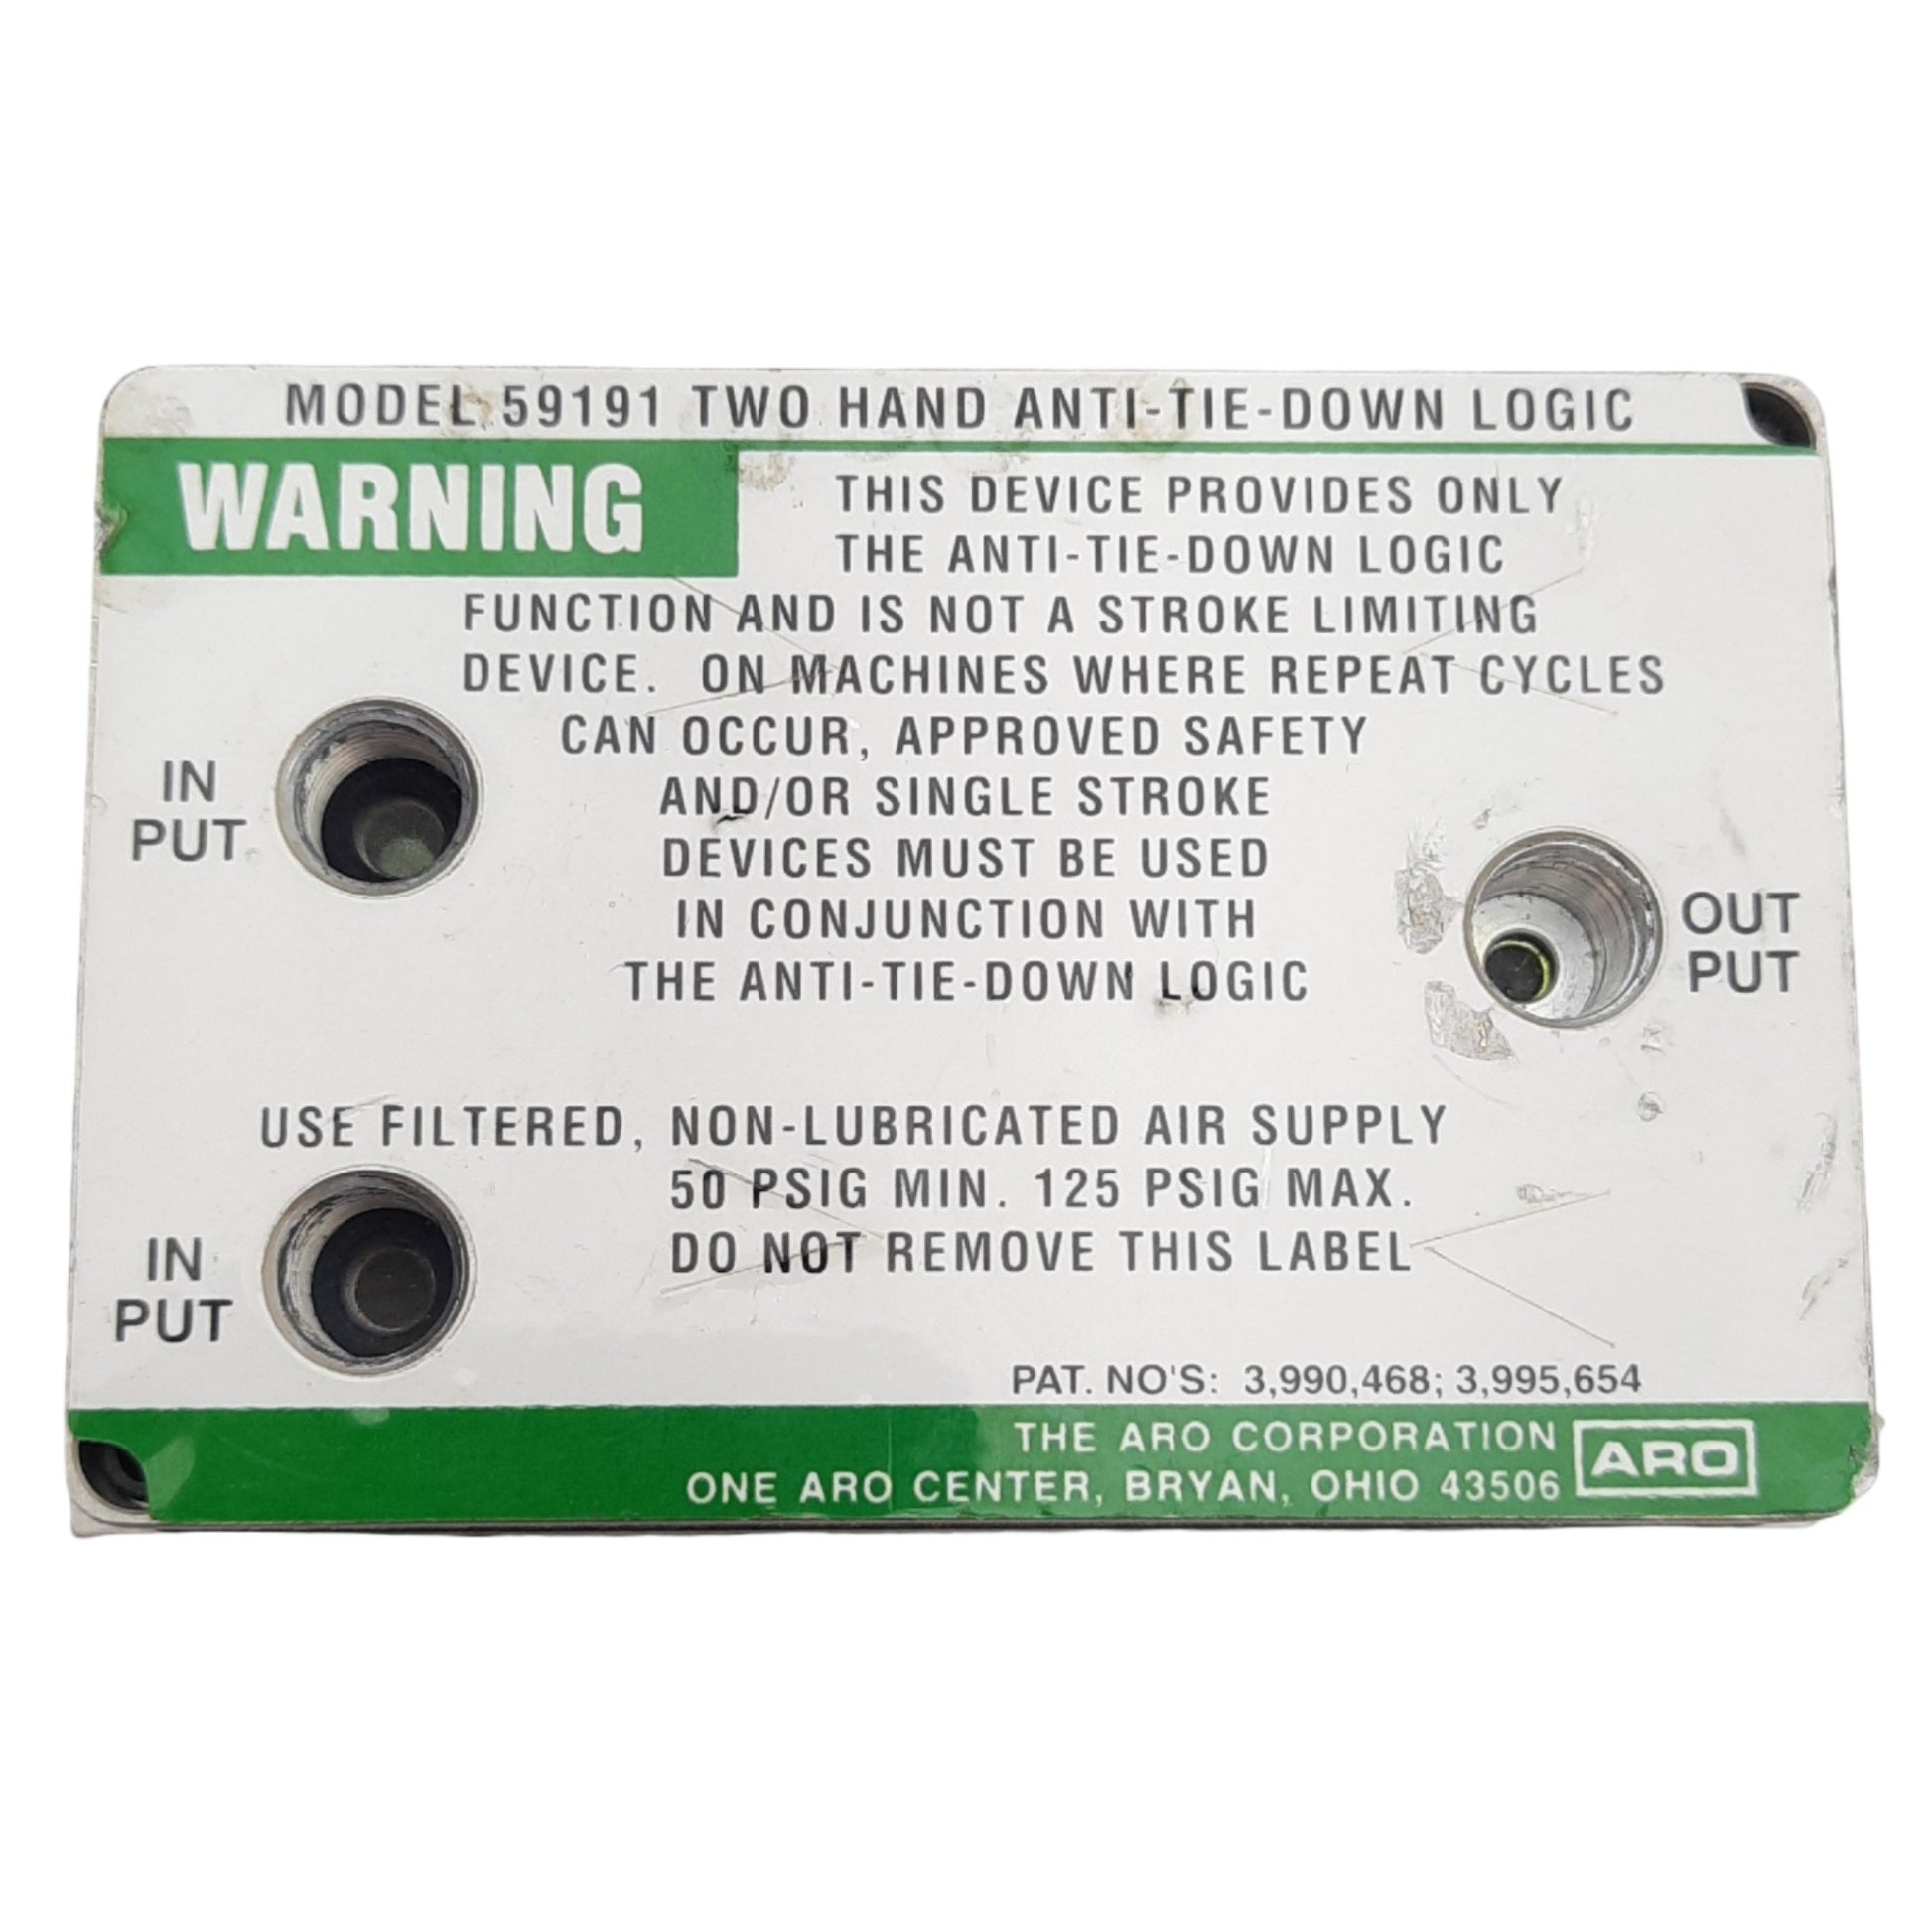 MODEL 59191 TWO HAND ANTI-TIE-DOWN LOGIC
WARNING
THIS DEVICE PROVIDES ONLY
THE ANTI-TIE-DOWN LOGIC
FUNCTION AND IS NOT A STROKE LIMITING
DEVICE. ON MACHINES WHERE REPEAT CYCLES
CAN OCCUR, APPROVED SAFETY
AND/OR SINGLE STROKE
DEVICES MUST BE USED
IN CONJUNCTION WITH
THE ANTI-TIE-DOWN LOGIC
IN
PUT
OUT
PUT
USE FILTERED, NON-LUBRICATED AIR SUPPLY
50 PSIG MIN. 125 PSIG MAX.
DO NOT REMOVE THIS LABEL
IN
PUT
PAT. NO'S: 3,990,468; 3,995,654
THE ARO CORPORATION
ONE ARO CENTER, BRYAN, OHIO 43506
ARO